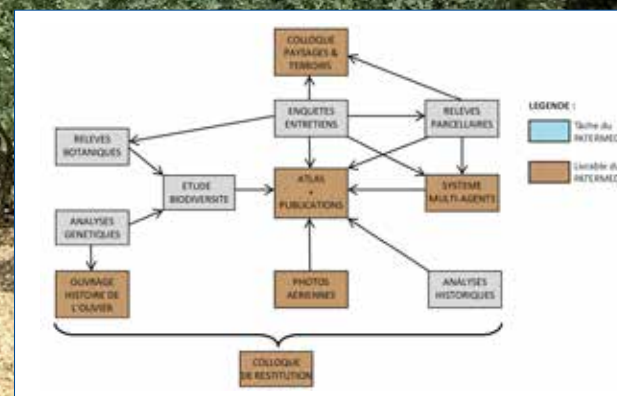 COLLOQUE
PAYSAGES &
TERROIRS
ENQUETES
ENTRETIENS
RELEVES
PARCELLAIRES
LEGENDE :
Tâche du
PATERMED
Livrable du
PATERMED
RELEVES
BOTANIQUES
ETUDE
BIODIVERSITE
ATLAS
+
PUBLICATIONS
SYSTEME
MULTI-AGENTS
ANALYSES
GENETIQUES
OUVRAGE
HISTOIRE DE
L'OLIVIER
PHOTOS
AERIENNES
ANALYSES
HISTORIQUES
COLLOQUE
DE RESTITUTION